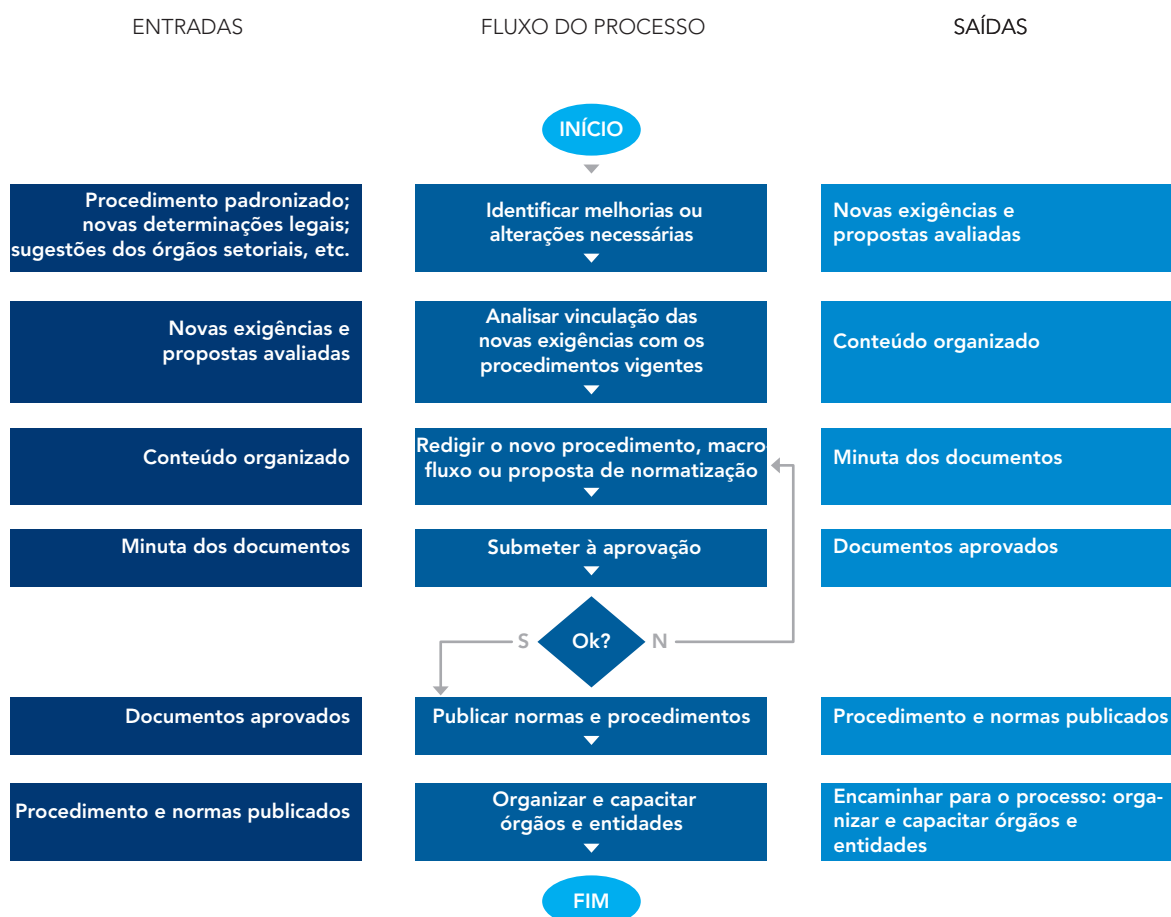 ENTRADAS
FLUXO DO PROCESSO
SAÍDAS
INÍCIO
Procedimento padronizado;
novas determinações legais;
sugestões dos órgãos setoriais, etc.
Identificar melhorias ou
alterações necessárias
Novas exigências e
propostas avaliadas
Novas exigências e
propostas avaliadas
Analisar vinculação das
novas exigências com os
procedimentos vigentes
Conteúdo organizado
Conteúdo organizado
Redigir o novo procedimento, macro-
fluxo ou proposta de normatização
Minuta dos documentos
Minuta dos documentos
Submeter à aprovação
Documentos aprovados
S
Ok?
N
Documentos aprovados
Publicar normas e procedimentos
Procedimento e normas publicados
Procedimento e normas publicados
Organizar e capacitar
órgãos e entidades
Encaminhar para o processo: orga-
nizar e capacitar órgãos e
entidades
FIM